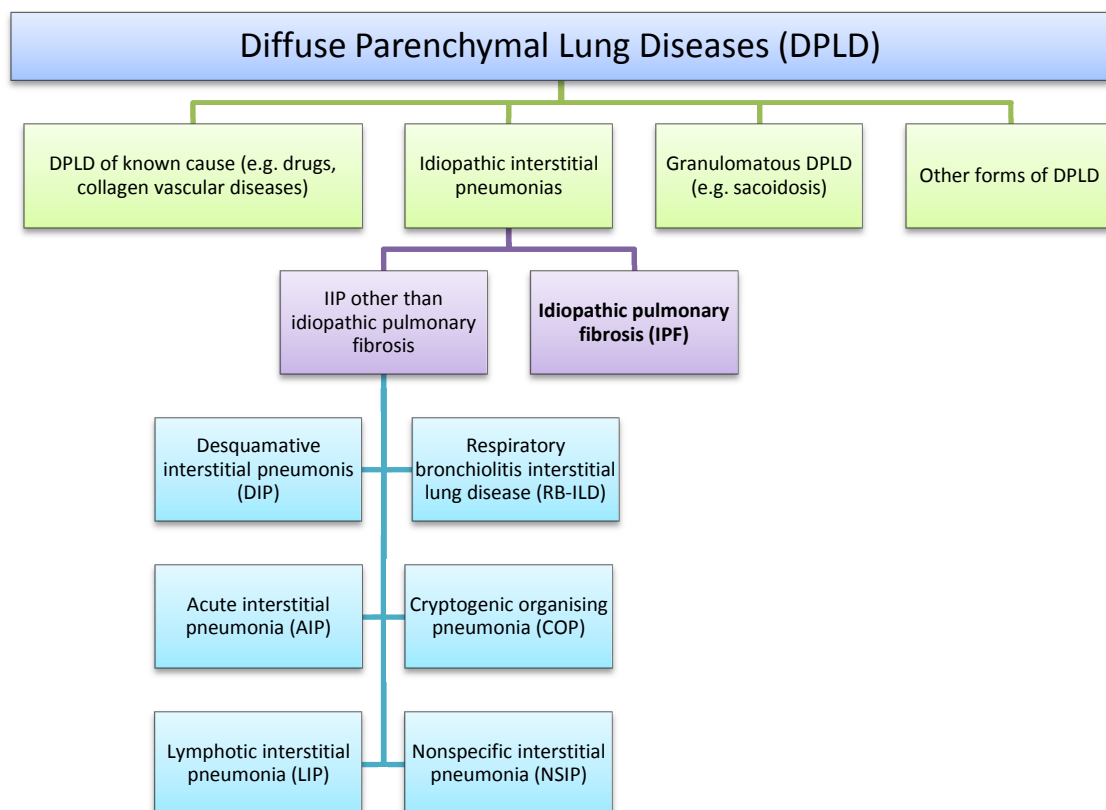 Diffuse Parenchymal Lung Diseases (DPLD)
DPLD of known cause (e.g. drugs,
collagen vascular diseases)
Idiopathic interstitial
pneumonias
Granulomatous DPLD
(e.g. sacoidosis)
Other forms of DPLD
IIP other than
idiopathic pulmonary
fibrosis
Idiopathic pulmonary
fibrosis (IPF)
Desquamative
interstitial pneumonis
(DIP)
Respiratory
bronchiolitis interstitial
lung disease (RB-ILD)
Acute interstitial
pneumonia (AIP)
Cryptogenic organising
pneumonia (COP)
Lymphotic interstitial
pneumonia (LIP)
Nonspecific interstitial
pneumonia (NSIP)